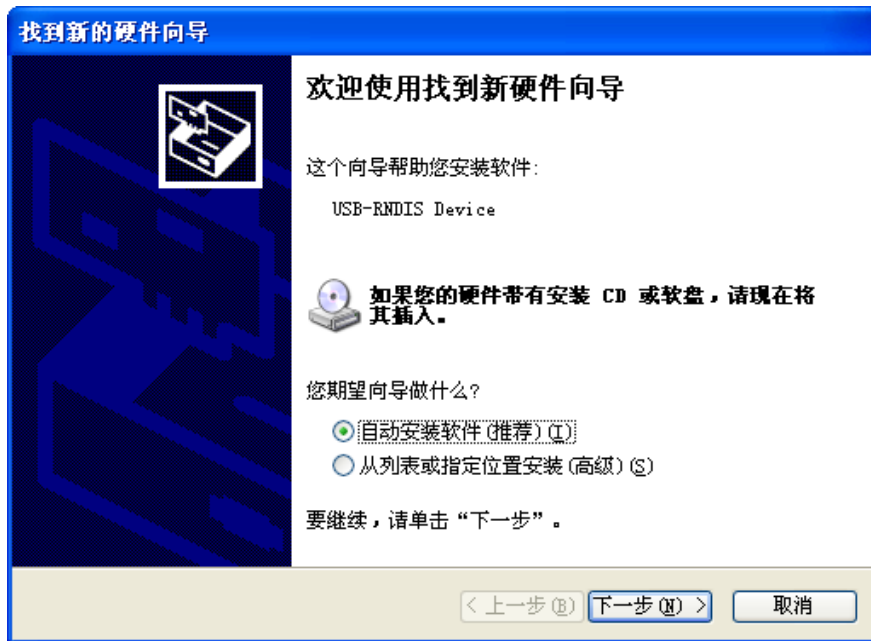 找到新的硬件向导
欢迎使用找到新硬件向导
这个向导帮助您安装软件:
USB-RNDIS Device
如果您的硬件带有安装 CD 或软盘，请现在将
其插入。
您期望向导做什么?
自动安装软件(推荐)(I)
从列表或指定位置安装(高级)(S)
要继续，请单击“下一步”。
< 上一步(B) 下一步(N) > 取消